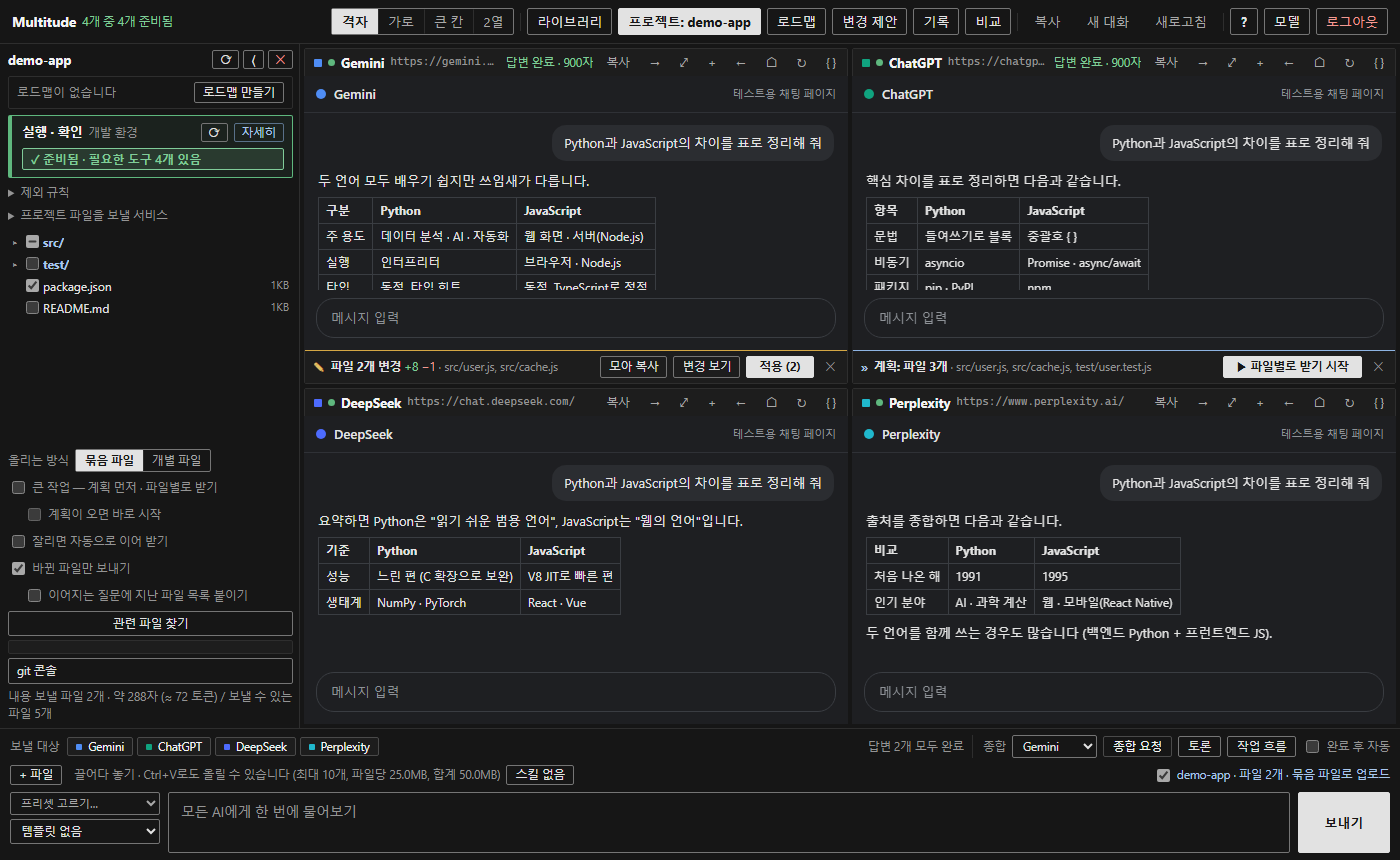 Multitude 4개 중 4개 준비됨 격자 가로 큰 칸 2열 라이브러리 프로젝트: demo-app 로드맵 변경 제안 기록 비교 복사 새 대화 새로고침 ? 모델 로그아웃
demo-app
로드맵이 없습니다 로드맵 만들기
실행 · 확인 개발 환경 자세히
✓ 준비됨 · 필요한 도구 4개 있음
제외 규칙
프로젝트 파일을 보낼 서비스
src/
test/
package.json 1KB
README.md 1KB
올리는 방식 묶음 파일 개별 파일
큰 작업 — 계획 먼저 · 파일별로 받기
계획이 오면 바로 시작
잘리면 자동으로 이어 받기
바뀐 파일만 보내기
이어지는 질문에 지난 파일 목록 붙이기
관련 파일 찾기
git 콘솔
내용 보낼 파일 2개 · 약 288자 (≈ 72 토큰) / 보낼 수 있는
파일 5개
Gemini https://gemini.… 답변 완료 · 900자 복사 → ⤢ + ← ↻ { }
Gemini 테스트용 채팅 페이지
Python과 JavaScript의 차이를 표로 정리해 줘
두 언어 모두 배우기 쉽지만 쓰임새가 다릅니다.
구분 Python JavaScript
주 용도 데이터 분석 · AI · 자동화 웹 화면 · 서버(Node.js)
실행 인터프리터 브라우저 · Node.js
타입 동적, 타입 힌트 동적, TypeScript로 정적
메시지 입력
파일 2개 변경 +8 −1 · src/user.js, src/cache.js 모아 복사 변경 보기 적용 (2)
ChatGPT https://chatgp… 답변 완료 · 900자 복사 → ⤢ + ← ↻ { }
ChatGPT 테스트용 채팅 페이지
Python과 JavaScript의 차이를 표로 정리해 줘
핵심 차이를 표로 정리하면 다음과 같습니다.
항목 Python JavaScript
문법 들여쓰기로 블록 중괄호 { }
비동기 asyncio Promise · async/await
패키지 pip · PyPI npm
메시지 입력
» 계획: 파일 3개 · src/user.js, src/cache.js, test/user.test.js ▶ 파일별로 받기 시작
DeepSeek https://chat.deepseek.com/ 복사 → ⤢ + ← ↻ { }
DeepSeek 테스트용 채팅 페이지
Python과 JavaScript의 차이를 표로 정리해 줘
요약하면 Python은 "읽기 쉬운 범용 언어", JavaScript는 "웹의 언어"입니다.
기준 Python JavaScript
성능 느린 편 (C 확장으로 보완) V8 JIT로 빠른 편
생태계 NumPy · PyTorch React · Vue
메시지 입력
Perplexity https://www.perplexity.ai/ 복사 → ⤢ + ← ↻ { }
Perplexity 테스트용 채팅 페이지
Python과 JavaScript의 차이를 표로 정리해 줘
출처를 종합하면 다음과 같습니다.
비교 Python JavaScript
처음 나온 해 1991 1995
인기 분야 AI · 과학 계산 웹 · 모바일(React Native)
두 언어를 함께 쓰는 경우도 많습니다 (백엔드 Python + 프런트엔드 JS).
메시지 입력
보낼 대상 Gemini ChatGPT DeepSeek Perplexity 답변 2개 모두 완료 종합 Gemini 종합 요청 토론 작업 흐름 완료 후 자동
+ 파일 끌어다 놓기 · Ctrl+V로도 올릴 수 있습니다 (최대 10개, 파일당 25.0MB, 합계 50.0MB) 스킬 없음 demo-app · 파일 2개 · 묶음 파일로 업로드
프리셋 고르기...
템플릿 없음
모든 AI에게 한 번에 물어보기
보내기